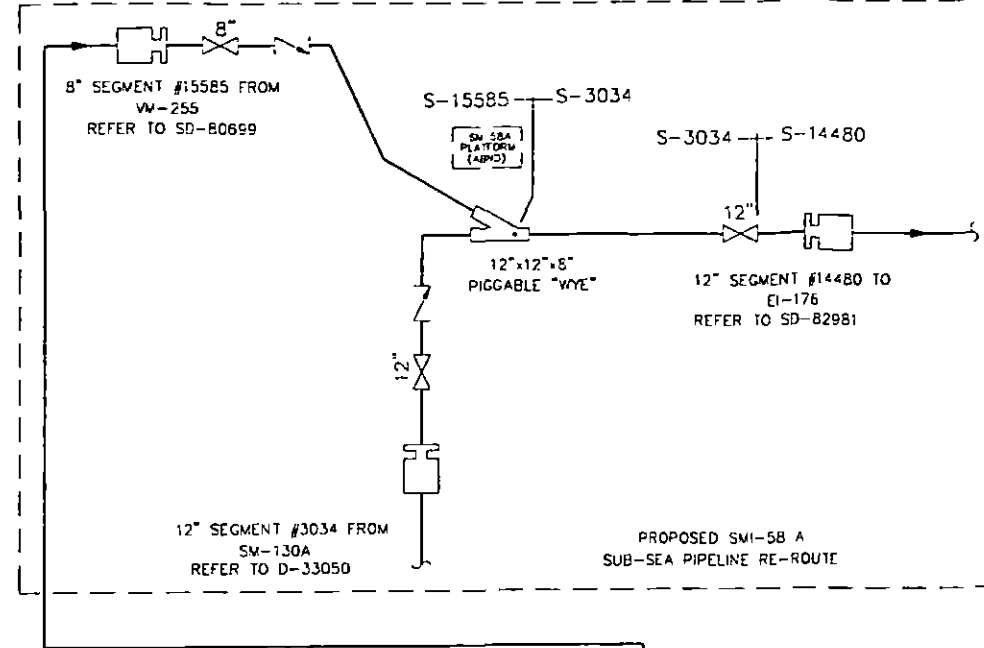 8"
8" SEGMENT #15585 FROM
VM-255
REFER TO SD-80699
S-15585
S-3034
SM-58A
PLATFORM
S-3034
S-14480
12"
12"x12"x8"
PIGGABLE "WYE"
12" SEGMENT #14480 TO
EI-176
REFER TO SD-82981
12"
12" SEGMENT #3034 FROM
SM-130A
REFER TO D-33050
PROPOSED SMI-58 A
SUB-SEA PIPELINE RE-ROUTE